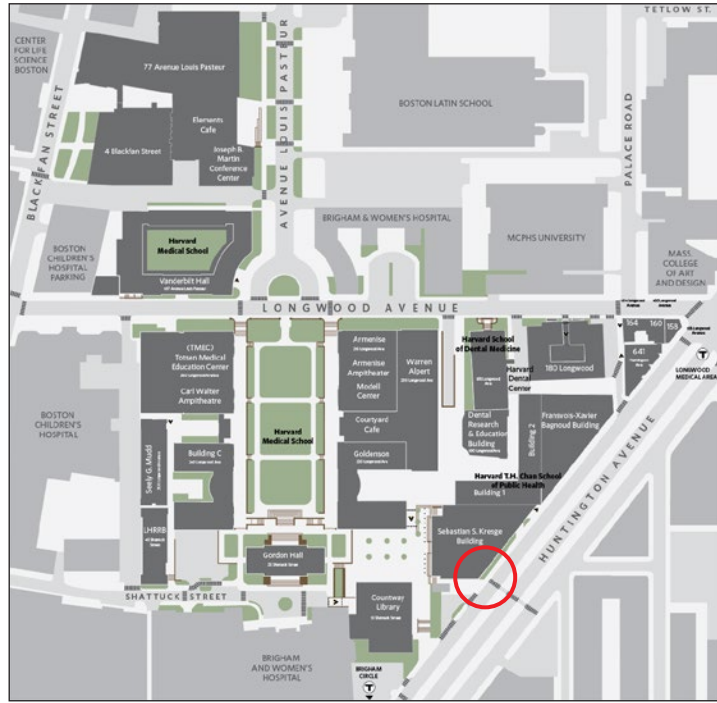 TETLOW ST.
CENTER
FOR LIFE
SCIENCE
BOSTON
77 Avenue Louis Pasteur
AVENUE LOUIS PASTEUR
BOSTON LATIN SCHOOL
PALACE ROAD
BLACKFAN STREET
Elements
Cafe
4 Blackfan Street
Joseph B.
Martin
Conference
Center
BOSTON
CHILDREN'S
HOSPITAL
PARKING
Harvard
Medical School
Vanderbilt Hall
BRIGHAM & WOMEN'S HOSPITAL
MCPHS UNIVERSITY
MASS.
COLLEGE
OF ART
AND DESIGN
LONGWOOD AVENUE
164
160
158
641
T
LONGWOOD
MEDICAL AREA
(TMEC)
Tosteson Medical
Education Center
Carl Walter
Ampitheatre
Armenise
Armenise
Ampitheater
Modell
Center
Warren
Alpert
Courtyard
Cafe
Goldenson
Harvard School
of Dental Medicine
Harvard
Dental
Center
180 Longwood
Dental
Research
& Education
Building
Building 2
Fransvois-Xavier
Bagnoud Building
BOSTON
CHILDREN'S
HOSPITAL
Seely G. Mudd
Building C
Harvard
Medical School
Harvard T.H. Chan School
of Public Health
Building 1
HUNTINGTON AVENUE
LHRRB
Gordon Hall
Sebastian S. Kresge
Building
SHATTUCK STREET
Countway
Library
BRIGHAM
AND WOMEN'S
HOSPITAL
BRIGHAM
CIRCLE
T